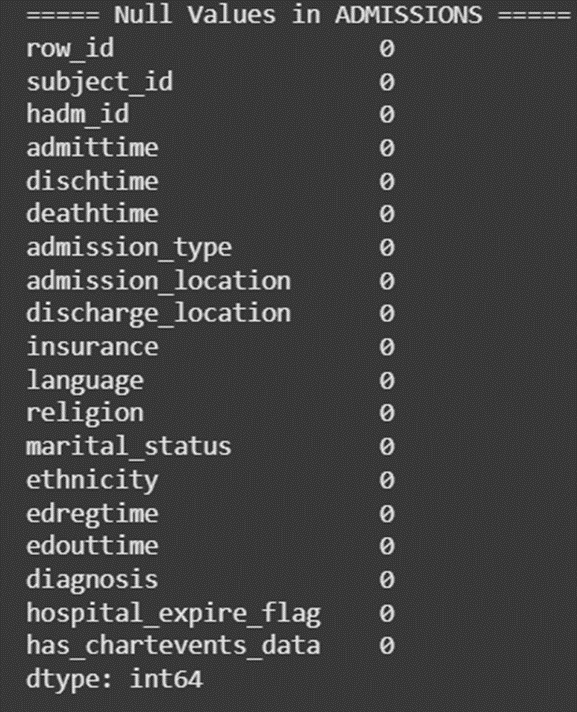 ===== Null Values in ADMISSIONS =====
row_id 0
subject_id 0
hadm_id 0
admittime 0
dischtime 0
deathtime 0
admission_type 0
admission_location 0
discharge_location 0
insurance 0
language 0
religion 0
marital_status 0
ethnicity 0
edregtime 0
edouttime 0
diagnosis 0
hospital_expire_flag 0
has_chartevents_data 0
dtype: int64